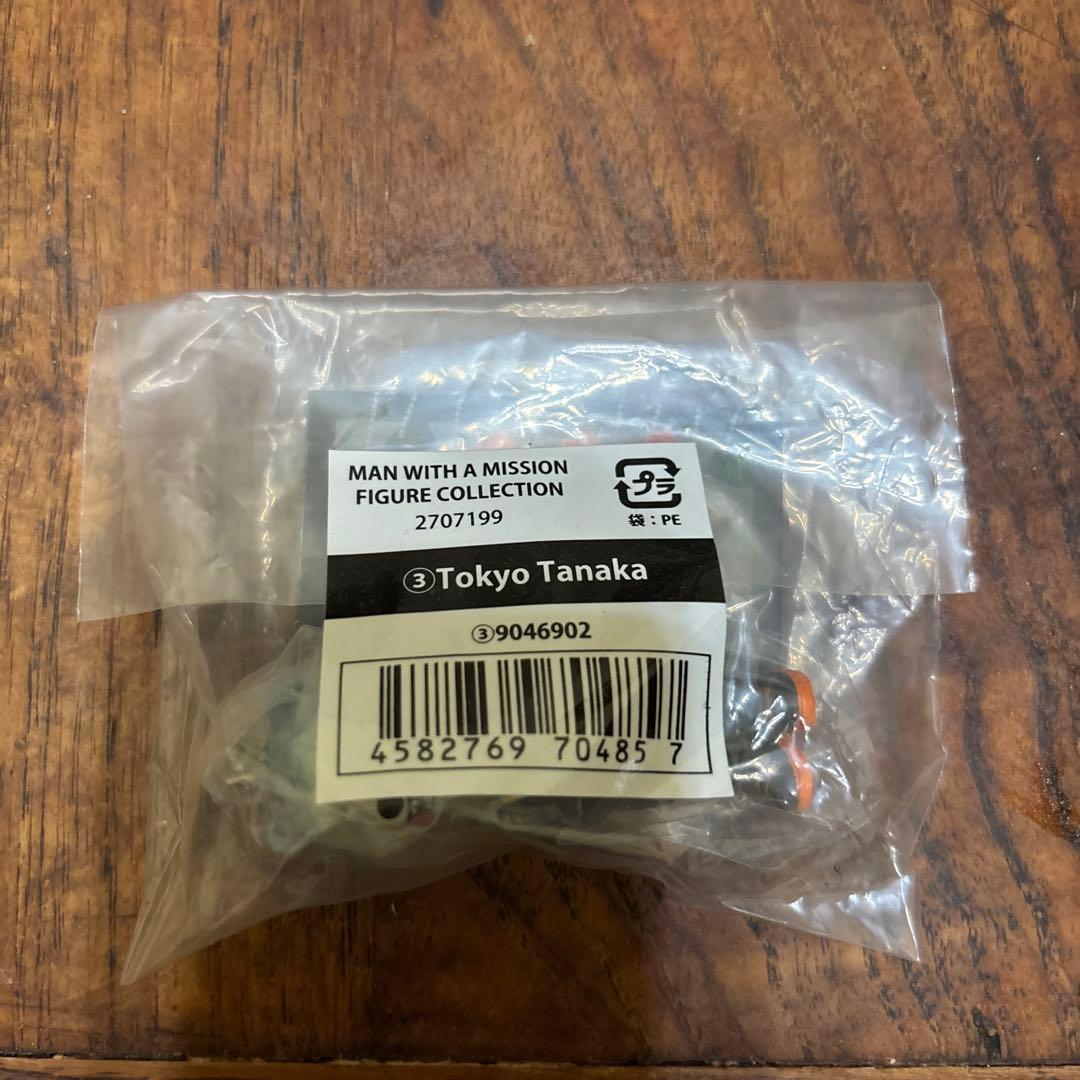 MAN WITH A MISSION
FIGURE COLLECTION
2707199
プラ
袋:PE
③Tokyo Tanaka
③9046902
4582769 70485 7